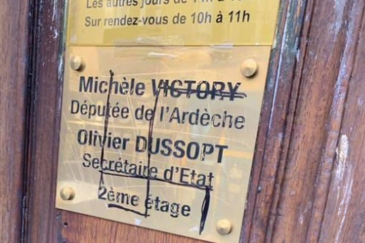 Les autres jours de
Sur rendez-vous de 10h à 11h
Michèle VICTORY
Députée de l'Ardèche
Olivier DUSSOPT
Secrétaire d'Etat
2ème étage